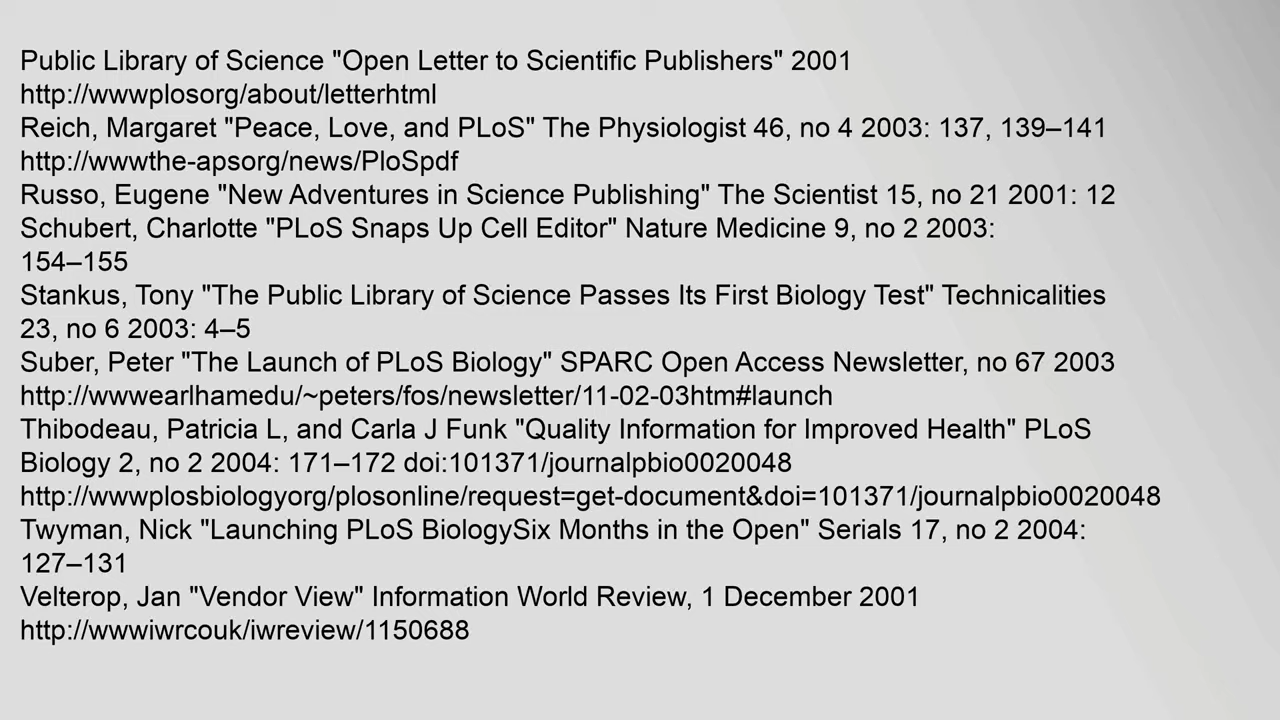 Public Library of Science "Open Letter to Scientific Publishers" 2001
http://wwwplosorg/about/letterhtml
Reich, Margaret "Peace, Love, and PLoS" The Physiologist 46, no 4 2003: 137, 139–141
http://wwwthe-apsorg/news/PloSpdf
Russo, Eugene "New Adventures in Science Publishing" The Scientist 15, no 21 2001: 12
Schubert, Charlotte "PLoS Snaps Up Cell Editor" Nature Medicine 9, no 2 2003:
154–155
Stankus, Tony "The Public Library of Science Passes Its First Biology Test" Technicalities
23, no 6 2003: 4–5
Suber, Peter "The Launch of PLoS Biology" SPARC Open Access Newsletter, no 67 2003
http://wwwearlhamedu/~peters/fos/newsletter/11-02-03htm#launch
Thibodeau, Patricia L, and Carla J Funk "Quality Information for Improved Health" PLoS
Biology 2, no 2 2004: 171–172 doi:101371/journalpbio0020048
http://wwwplosbiologyorg/plosonline/request=get-document&doi=101371/journalpbio0020048
Twyman, Nick "Launching PLoS BiologySix Months in the Open" Serials 17, no 2 2004:
127–131
Velterop, Jan "Vendor View" Information World Review, 1 December 2001
http://wwwiwrcouk/iwreview/1150688